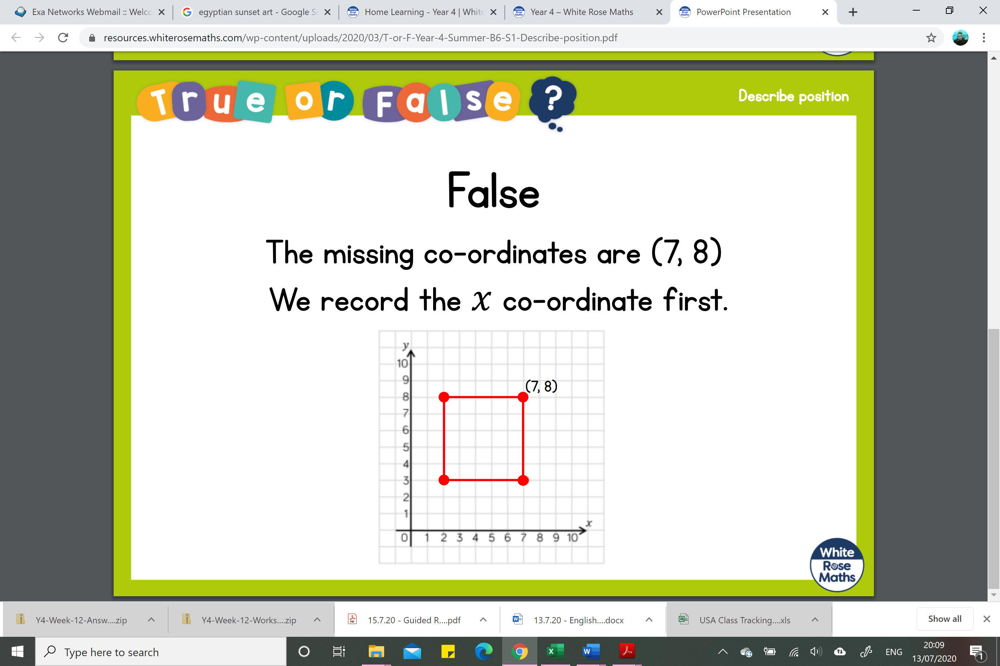 Exa Networks Webmail :: Welco
egyptian sunset art - Google Se
Home Learning - Year 4 | White
Year 4 – White Rose Maths
PowerPoint Presentation
resources.whiterosemaths.com/wp-content/uploads/2020/03/T-or-F-Year-4-Summer-B6-S1-Describe-position.pdf
True or False ?
Describe position
False
The missing co-ordinates are (7, 8)
We record the x co-ordinate first.
y
10
9
(7, 8)
8
7
6
5
4
3
2
1
x
0 1 2 3 4 5 6 7 8 9 10
White
Rose
Maths
Y4-Week-12-Answ....zip
Y4-Week-12-Works....zip
15.7.20 - Guided R....pdf
13.7.20 - English....docx
USA Class Tracking....xls
Show all
Type here to search
ENG
20:09
13/07/2020
1